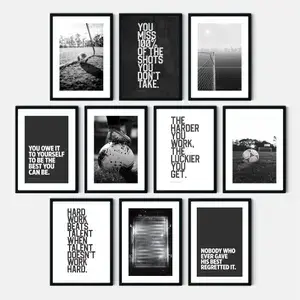 YOU
MISS
100%
OF THE
SHOTS
YOU
DON'T
TAKE.
YOU OWE IT
TO YOURSELF
TO BE THE
BEST YOU
CAN BE.
THE
HARDER
YOU
WORK,
THE
LUCKIER
YOU
GET.
HARD
WORK
BEATS
TALENT
WHEN
TALENT
DOESN'T
WORK
HARD.
NOBODY WHO
EVER GAVE
HIS BEST
REGRETTED IT.